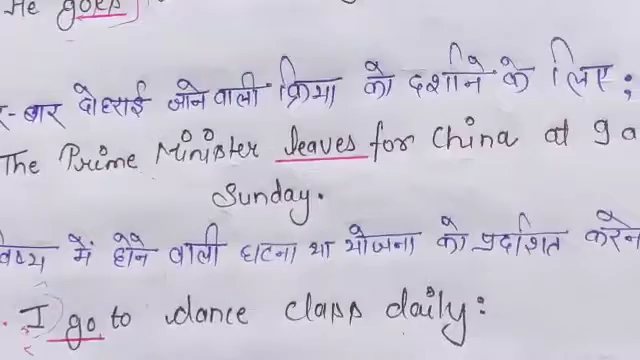 He goes
र-बार दोहराई जाने वाली क्रिया को दर्शाने के लिए:
The Prime Minister leaves for China at 9 a
Sunday.
विष्य में होने वाली घटना या योजना को प्रदर्शित करने
I go to dance class daily: